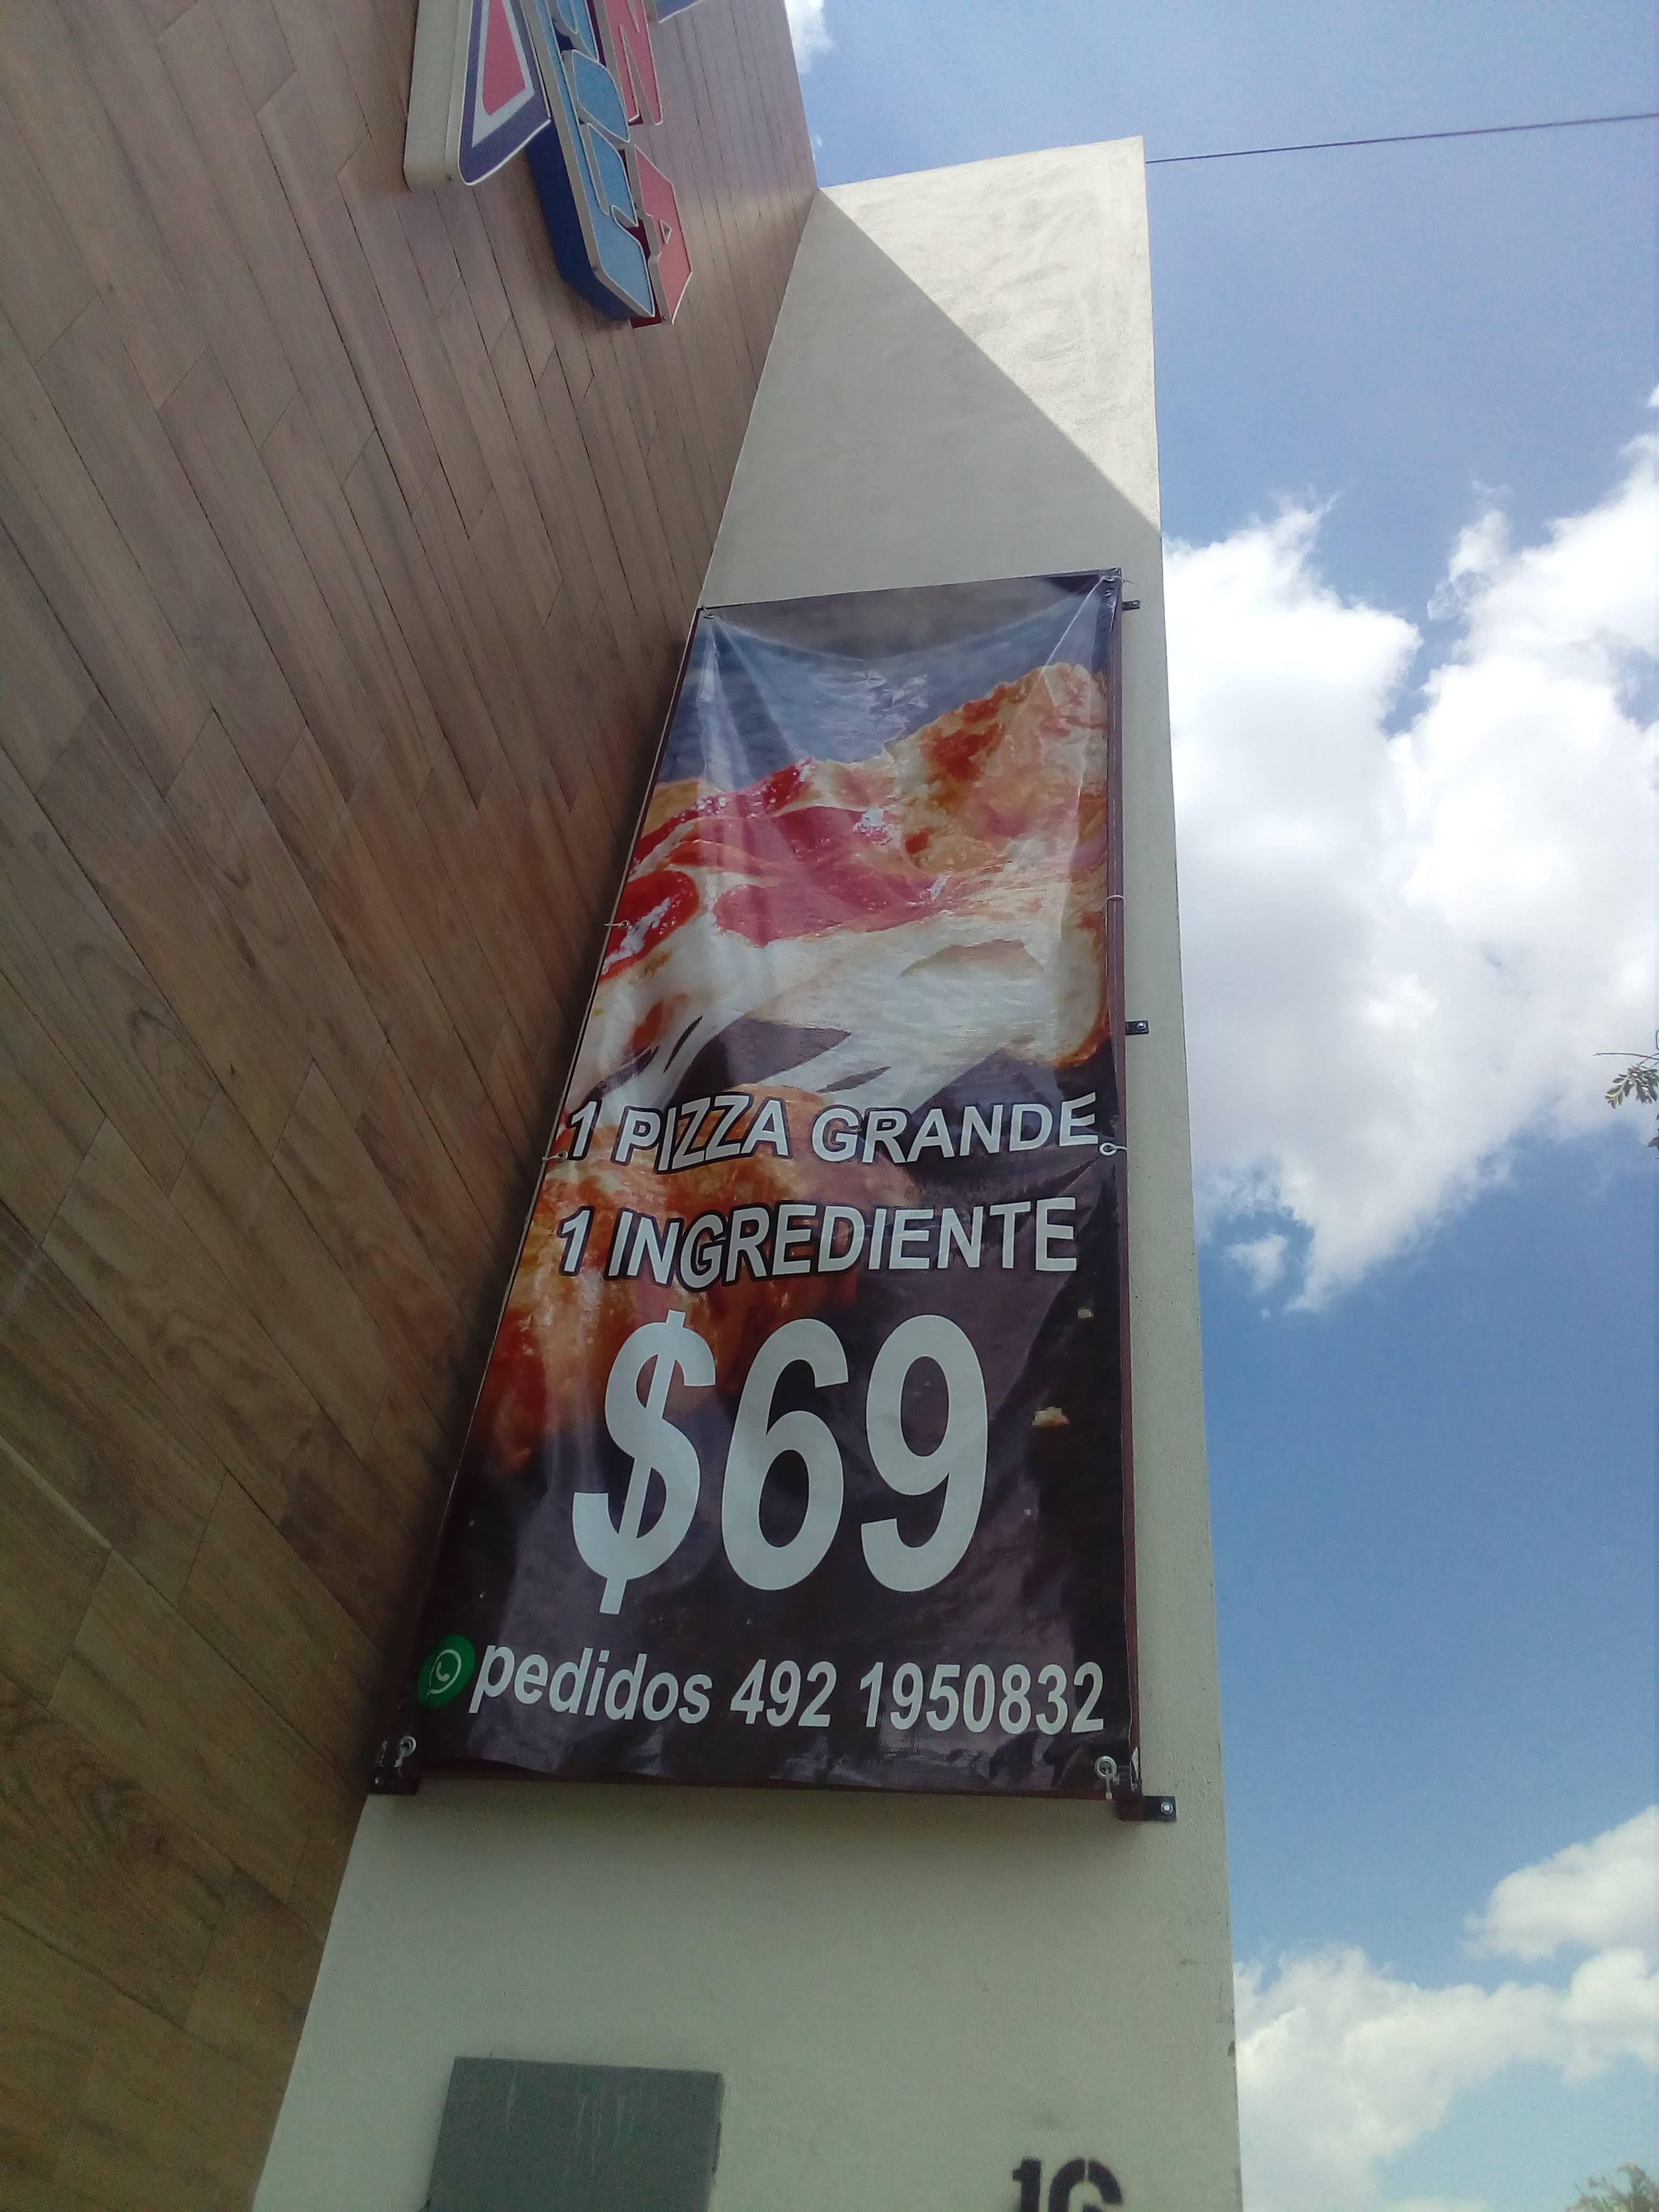 1 PIZZA GRANDE
1 INGREDIENTE
$69
pedidos 492 1950832